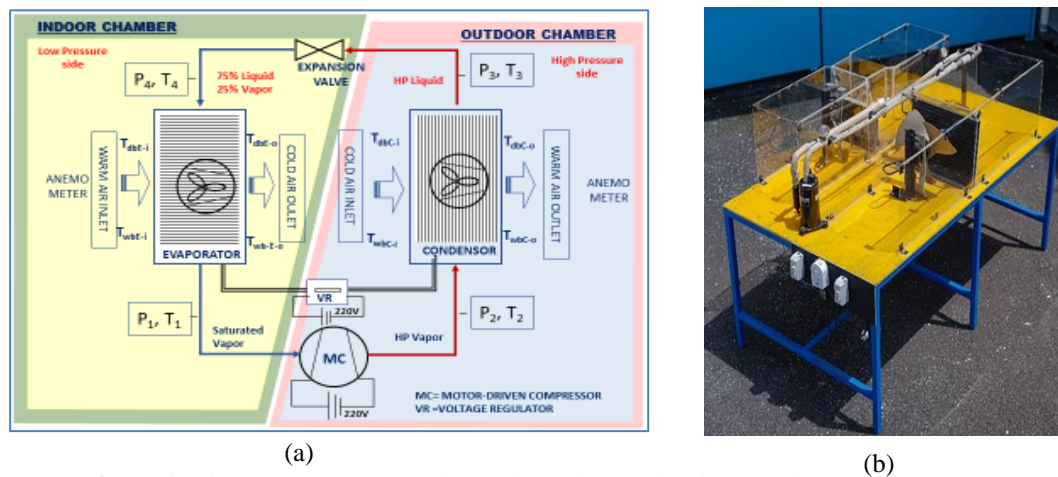 INDOOR CHAMBER
Low Pressure
side
P4, T4
75% Liquid
25% Vapor
EXPANSION
VALVE
OUTDOOR CHAMBER
HP Liquid
P3, T3
High Pressure
side
ANEMO
METER
WARM AIR INLET
TdbE-i
TwbE-i
EVAPORATOR
TdbE-o
Twb-E-o
COLD AIR OULET
COLD AIR INLET
TdbC-i
TwbC-i
CONDENSOR
TdbC-o
TwbC-o
WARM AIR OUTLET
ANEMO
METER
VR
220V
P1, T1
Saturated
Vapor
MC
HP Vapor
P2, T2
220V
MC= MOTOR-DRIVEN COMPRESSOR
VR =VOLTAGE REGULATOR
(a)
(b)